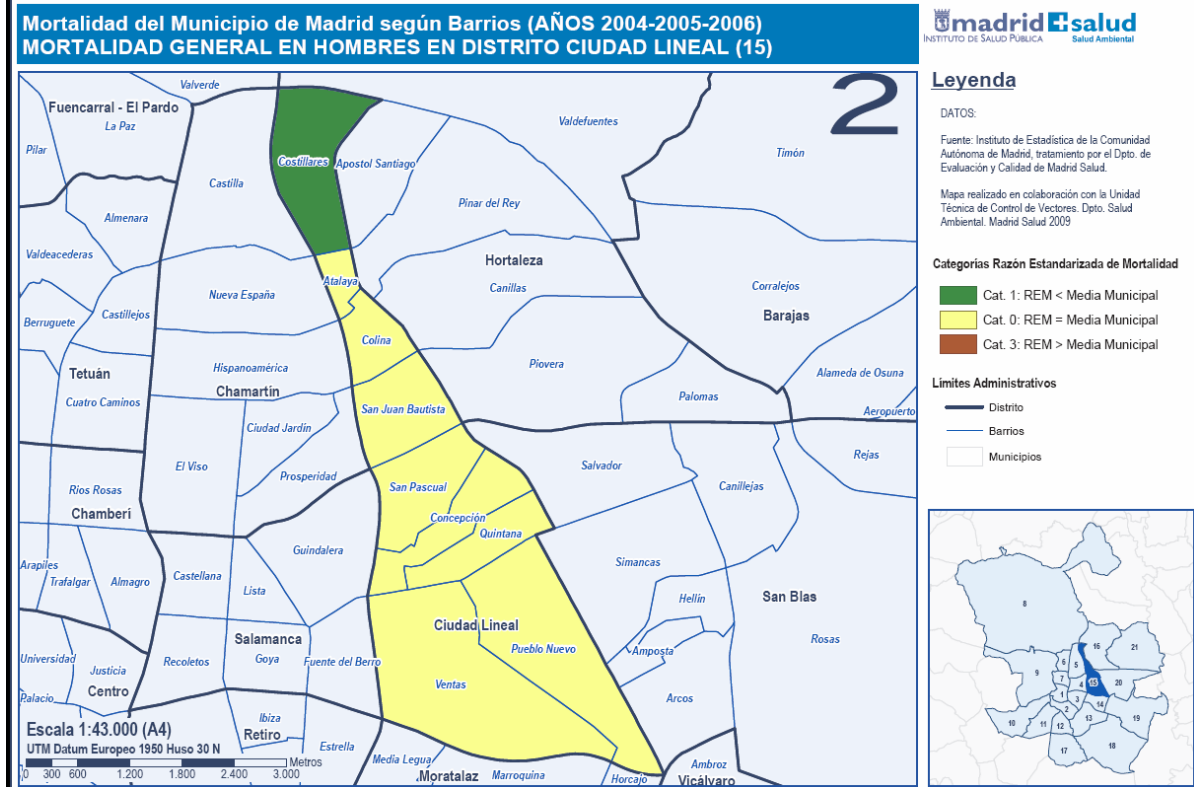 Mortalidad del Municipio de Madrid según Barrios (AÑOS 2004-2005-2006)
MORTALIDAD GENERAL EN HOMBRES EN DISTRITO CIUDAD LINEAL (15)
madrid salud
INSTITUTO DE SALUD PÚBLICA Salud Ambiental
2
Valverde
Fuencarral - El Pardo
La Paz
Pilar
Valdefuentes
Timón
Costillares
Apostol Santiago
Castilla
Pinar del Rey
Almenara
Valdeacederas
Hortaleza
Atalaya
Canillas
Nueva España
Corralejos
Castillejos
Berruguete
Barajas
Colina
Hispanoamérica
Piovera
Tetuán
Chamartín
Alameda de Osuna
Cuatro Caminos
Palomas
San Juan Bautista
Aeropuerto
Ciudad Jardín
El Viso
Salvador
Rejas
Prosperidad
San Pascual
Canillejas
Rios Rosas
Chamberí
Concepción
Quintana
Guindalera
Simancas
Arapiles
Trafalgar
Almagro
Castellana
Lista
Hellín
San Blas
Ciudad Lineal
Salamanca
Rosas
Pueblo Nuevo
Amposta
Universidad
Justicia
Recoletos
Goya
Fuente del Berro
Centro
Ventas
Palacio
Arcos
Ibiza
Retiro
Estrella
Media Legua
Moratalaz
Marroquina
Horcajo
Ambroz
Vicálvaro
Escala 1:43.000 (A4)
UTM Datum Europeo 1950 Huso 30 N
Metros
0 300 600 1.200 1.800 2.400 3.000
Leyenda
DATOS:
Fuente: Instituto de Estadística de la Comunidad
Autónoma de Madrid, tratamiento por el Dpto. de
Evaluación y Calidad de Madrid Salud.
Mapa realizado en colaboración con la Unidad
Técnica de Control de Vectores. Dpto. Salud
Ambiental. Madrid Salud 2009
Categorias Razón Estandarizada de Mortalidad
Cat. 1: REM < Media Municipal
Cat. 0: REM = Media Municipal
Cat. 3: REM > Media Municipal
Limites Administrativos
Distrito
Barrios
Municipios
8
16
21
6
5
9
7
4
15
20
1
3
14
2
10
11
12
13
19
17
18